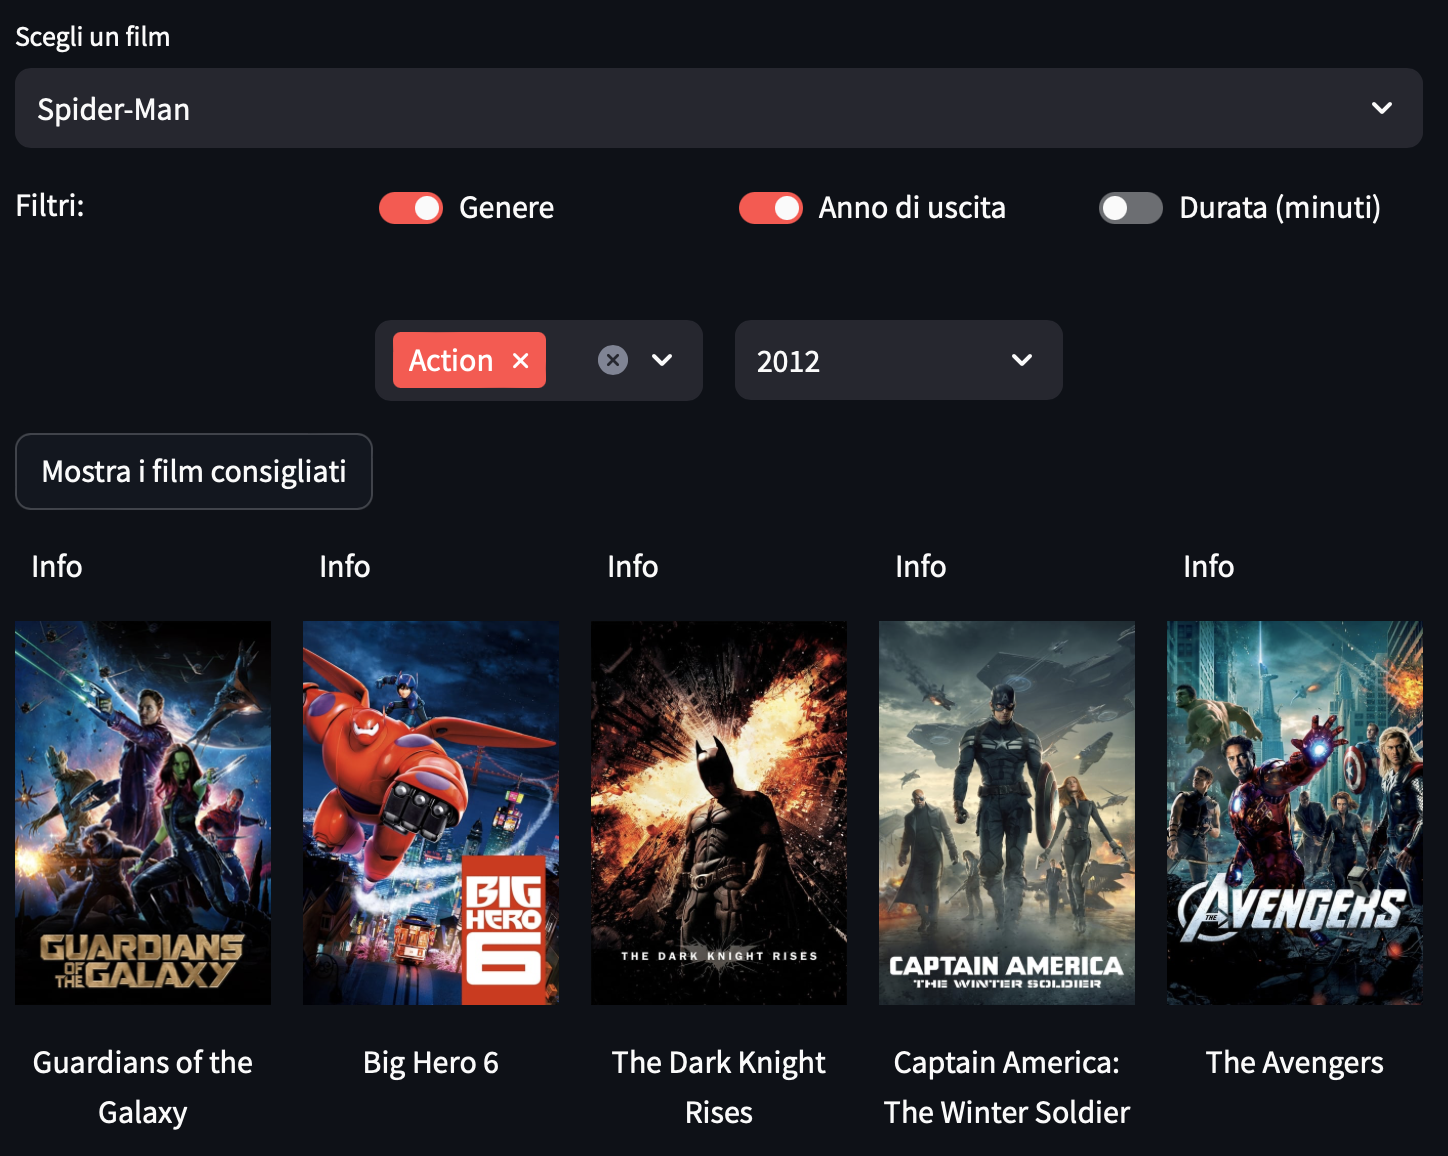 Scegli un film
Spider-Man
Filtri:
Genere
Anno di uscita
Durata (minuti)
Action
2012
Mostra i film consigliati
Info
Info
Info
Info
Info
GUARDIANS
OF
THE GALAXY
BIG
HERO
6
THE DARK KNIGHT RISES
CAPTAIN AMERICA
THE WINTER SOLDIER
THE AVENGERS
Guardians of the
Galaxy
Big Hero 6
The Dark Knight
Rises
Captain America:
The Winter Soldier
The Avengers